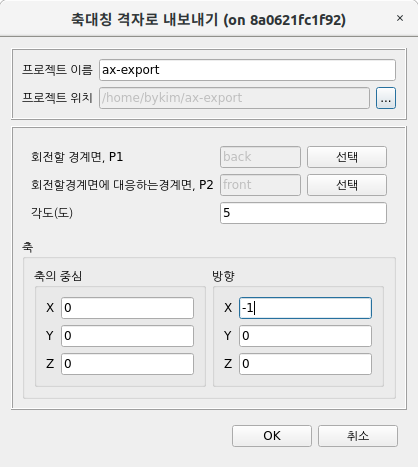 축대칭 격자로 내보내기 (on 8a0621fc1f92)
×
프로젝트 이름 ax-export
프로젝트 위치 /home/bykim/ax-export ...
회전할 경계면, P1 back 선택
회전할경계면에 대응하는경계면, P2 front 선택
각도(도) 5
축
축의 중심 방향
X 0 X -1
Y 0 Y 0
Z 0 Z 0
OK 취소